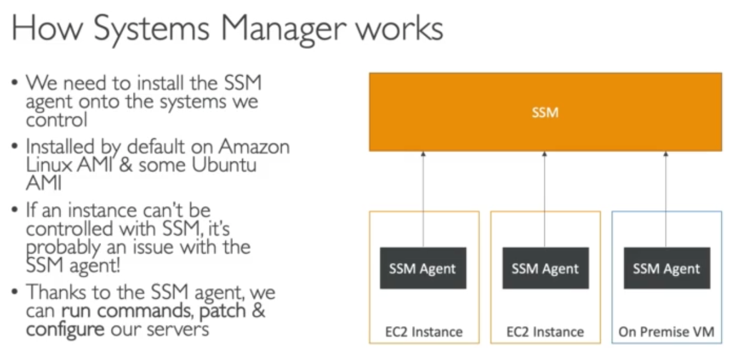 How Systems Manager works
• We need to install the SSM
agent onto the systems we
control
• Installed by default on Amazon
Linux AMI & some Ubuntu
AMI
• If an instance can't be
controlled with SSM, it's
probably an issue with the
SSM agent!
• Thanks to the SSM agent, we
can run commands, patch &
configure our servers
SSM
SSM Agent
SSM Agent
SSM Agent
EC2 Instance
EC2 Instance
On Premise VM